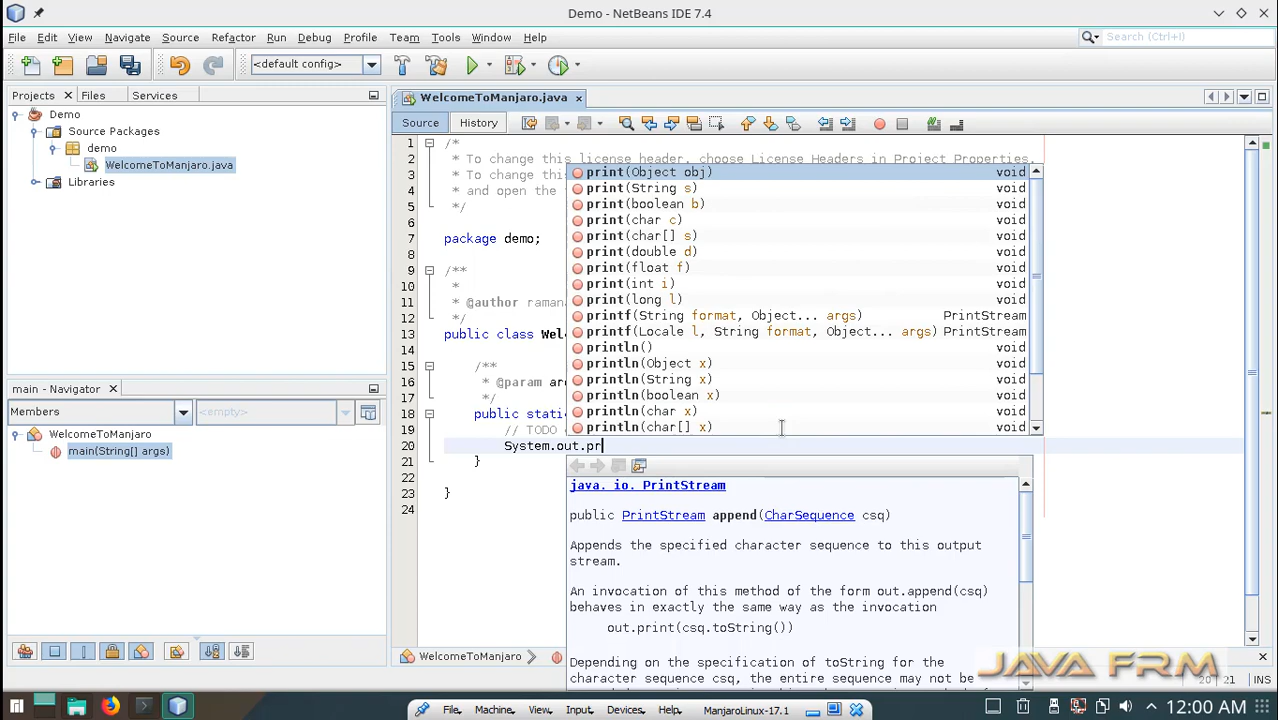 Demo - NetBeans IDE 7.4
File Edit View Navigate Source Refactor Run Debug Profile Team Tools Window Help
Search (Ctrl+I)
<default config>
Projects Files Services
Demo
Source Packages
demo
WelcomeToManjaro.java
Libraries
main - Navigator
Members
<empty>
WelcomeToManjaro
main(String[] args)
WelcomeToManjaro.java
Source History
1 /*
2 * To change this license header, choose License Headers in Project Properties.
3 * To change this
4 * and open the
5 */
6
7 package demo;
8
9 /**
10 *
11 * @author rama
12 */
13 public class Wel
14
15 /**
16 * @param ar
17 */
18 public stati
19 // TODO
20 System.out.pr
21 }
22
23 }
24
print(Object obj) void
print(String s) void
print(boolean b) void
print(char c) void
print(char[] s) void
print(double d) void
print(float f) void
print(int i) void
print(long l) void
printf(String format, Object... args) PrintStream
printf(Locale l, String format, Object... args) PrintStream
println() void
println(Object x) void
println(String x) void
println(boolean x) void
println(char x) void
println(char[] x) void
java. io. PrintStream
public PrintStream append(CharSequence csq)
Appends the specified character sequence to this output
stream.
An invocation of this method of the form out.append(csq)
behaves in exactly the same way as the invocation
out.print(csq.toString())
Depending on the specification of toString for the
character sequence csq, the entire sequence may not be
WelcomeToManjaro
JAVA FRM
20:21 INS
File, Machine, View, Input, Devices, Help, ManjaroLinux-17.1
12:00 AM